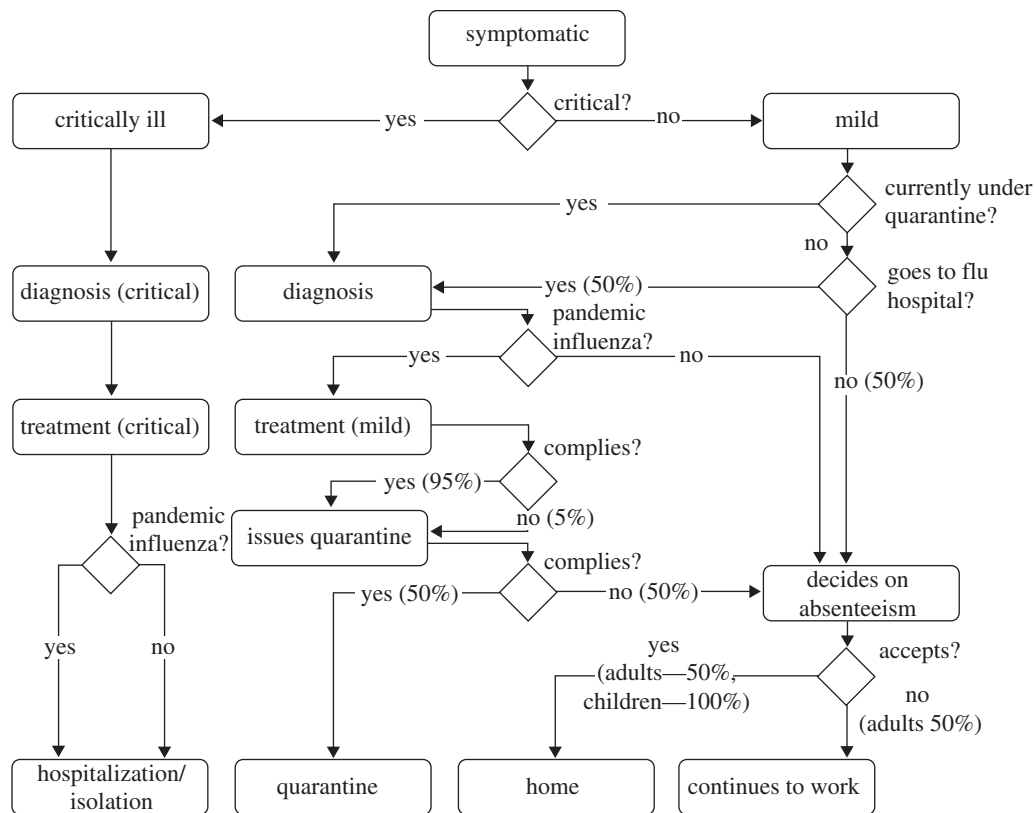 symptomatic
critical?
critically ill
yes
no
mild
currently under
quarantine?
yes
no
diagnosis (critical)
diagnosis
yes (50%)
goes to flu
hospital?
pandemic
influenza?
yes
no
no (50%)
treatment (critical)
treatment (mild)
complies?
yes (95%)
no (5%)
pandemic
influenza?
issues quarantine
complies?
yes (50%)
no (50%)
decides on
absenteeism
yes
no
yes
(adults—50%,
children—100%)
accepts?
no
(adults 50%)
hospitalization/
isolation
quarantine
home
continues to work